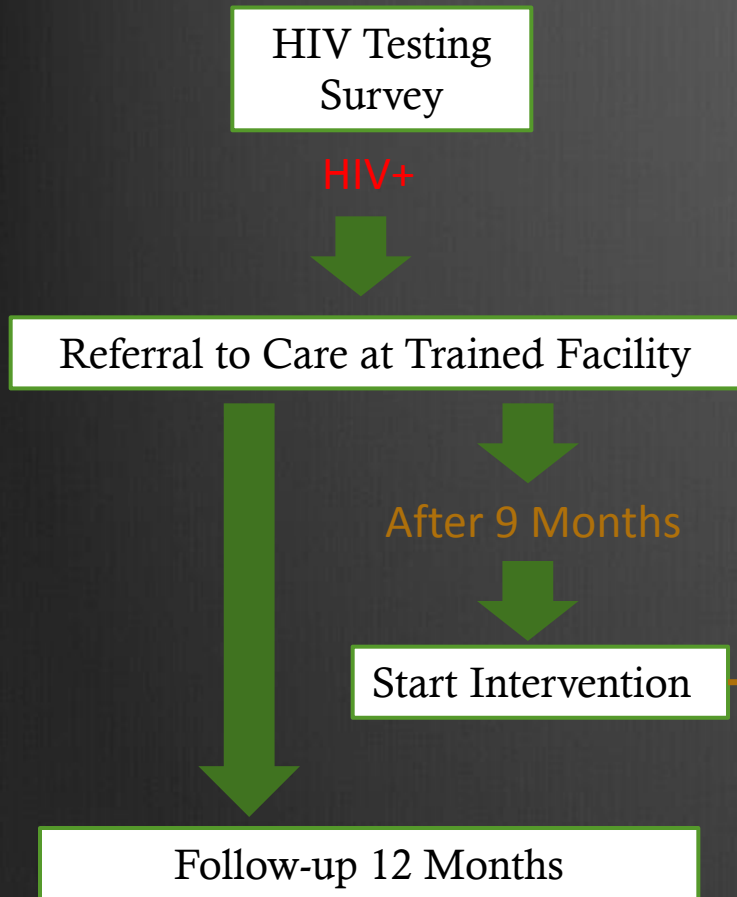 HIV Testing
Survey
HIV+
Referral to Care at Trained Facility
After 9 Months
Start Intervention
Follow-up 12 Months